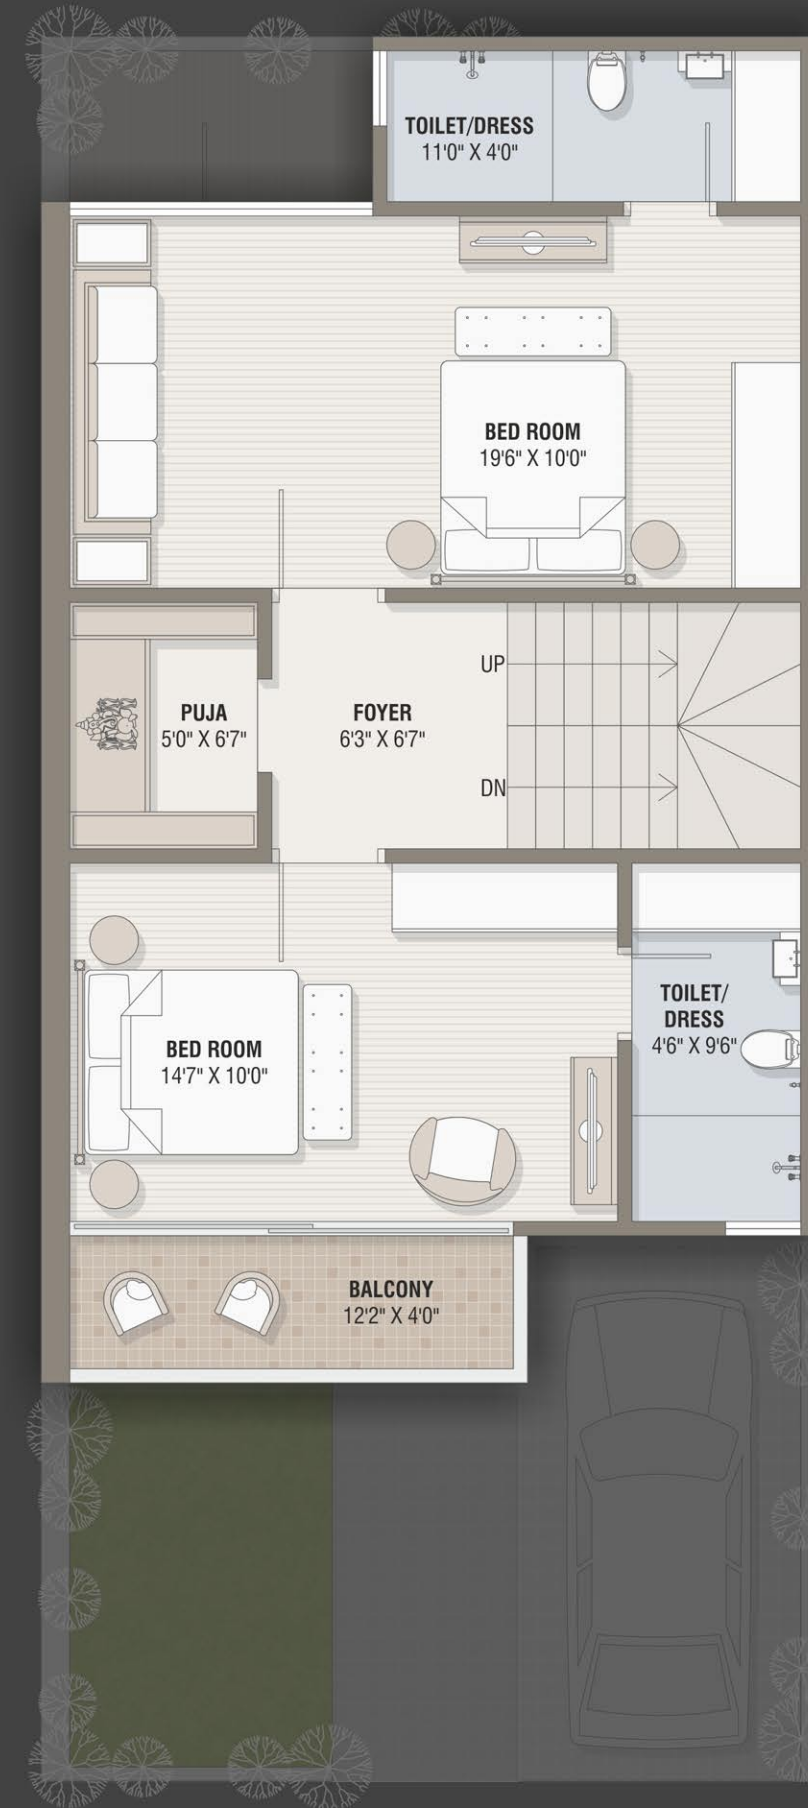 TOILET/DRESS
11'0" X 4'0"
BED ROOM
19'6" X 10'0"
UP
PUJA
5'0" X 6'7"
FOYER
6'3" X 6'7"
DN
TOILET/
DRESS
4'6" X 9'6"
BED ROOM
14'7" X 10'0"
BALCONY
12'2" X 4'0"